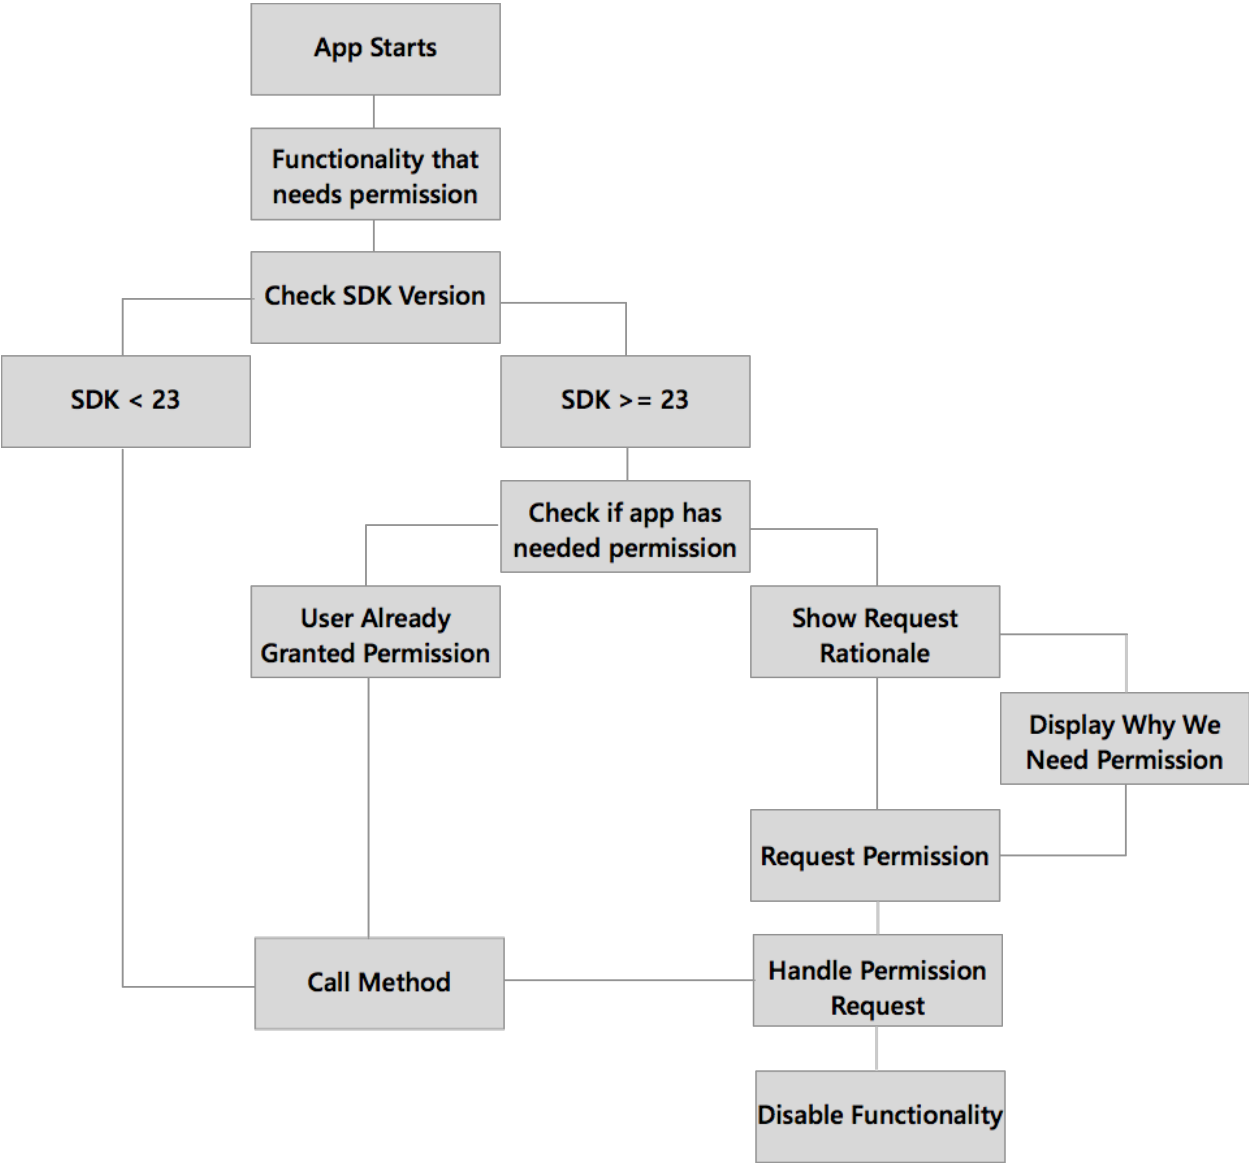 App Starts
Functionality that
needs permission
Check SDK Version
SDK < 23
SDK >= 23
Check if app has
needed permission
User Already
Granted Permission
Show Request
Rationale
Display Why We
Need Permission
Request Permission
Call Method
Handle Permission
Request
Disable Functionality